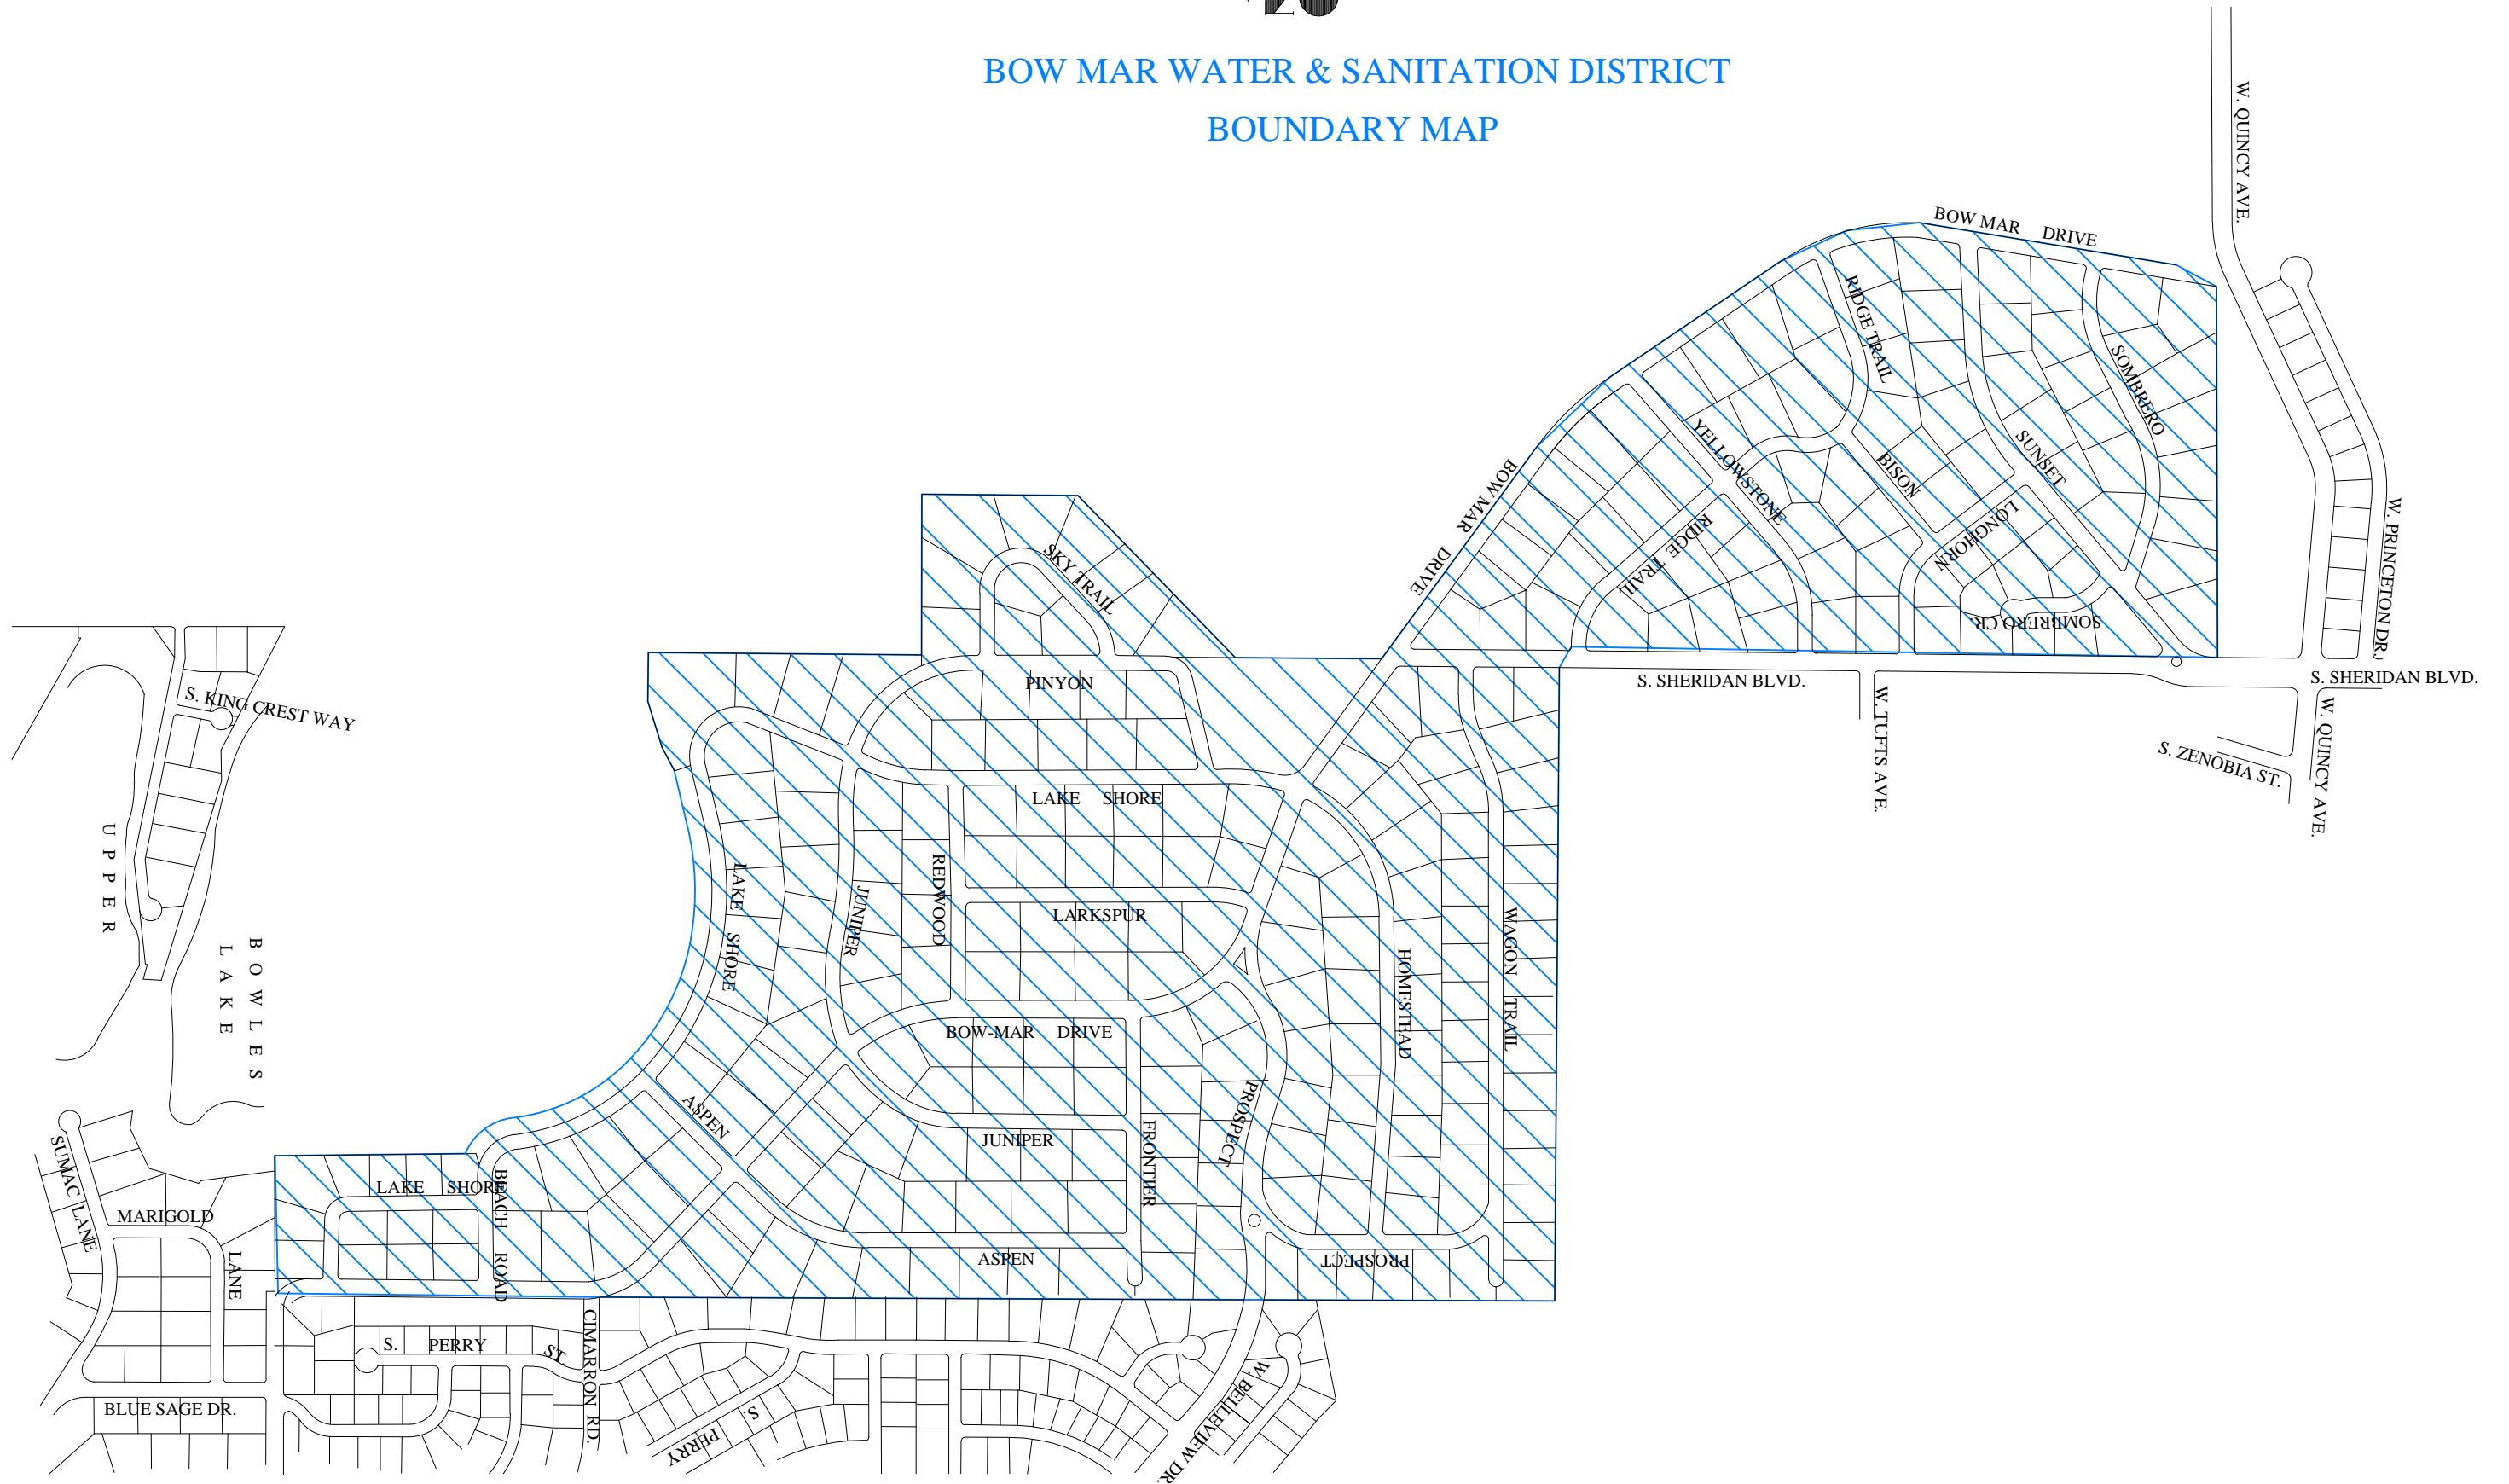 BOW MAR WATER & SANITATION DISTRICT
BOUNDARY MAP
W. QUINCY AVE.
BOW MAR DRIVE
RIDGE TRAIL
SOMBRERO
SUNSET
YELLOWSTONE
BISON
LONGHORN
RIDGE TRAIL
BOW MAR DRIVE
SOMBRERO CR.
W. PRINCETON DR.
SKY TRAIL
S. KING CREST WAY
PINYON
S. SHERIDAN BLVD.
S. SHERIDAN BLVD.
W. TUFTS AVE.
S. ZENOBIA ST.
W. QUINCY AVE.
LAKE SHORE
UPPER
BOWLES
LAKE
LAKE SHORE
JUNIPER
REDWOOD
LARKSPUR
HOMESTEAD
WAGON TRAIL
BOW-MAR DRIVE
ASPEN
JUNIPER
FRONTIER
PROSPECT
SUMAC LANE
MARIGOLD
LANE
LAKE SHORE
BEACH ROAD
ASPEN
PROSPECT
S. PERRY ST.
CIMARRON RD.
BLUE SAGE DR.
S. PERRY
W. BELLEVIEW DR.